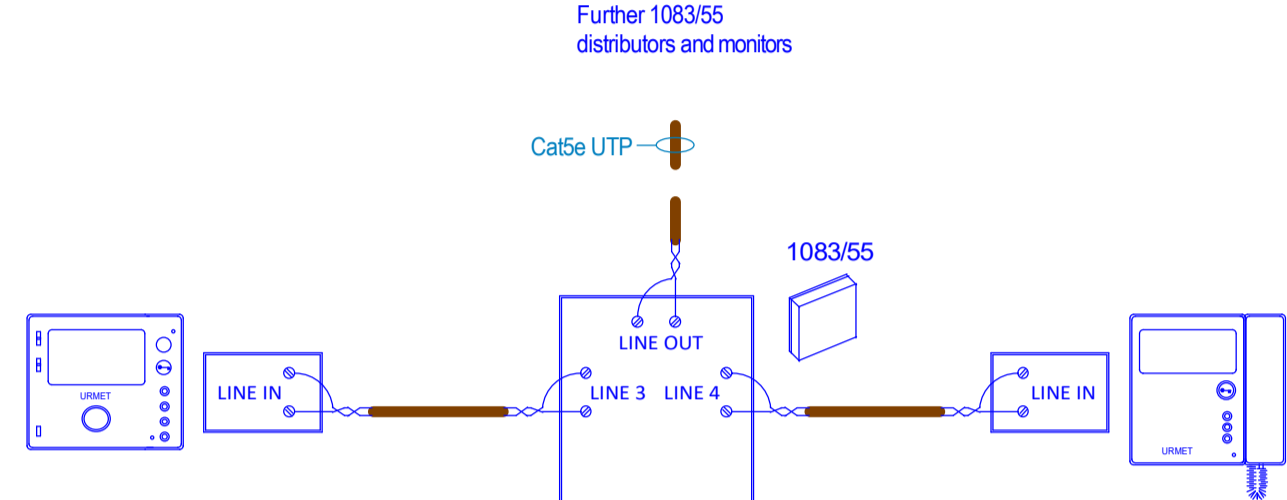 Further 1083/55
distributors and monitors
Cat5e UTP
1083/55
LINE OUT
LINE IN
LINE 3
LINE 4
LINE IN
URMET
URMET